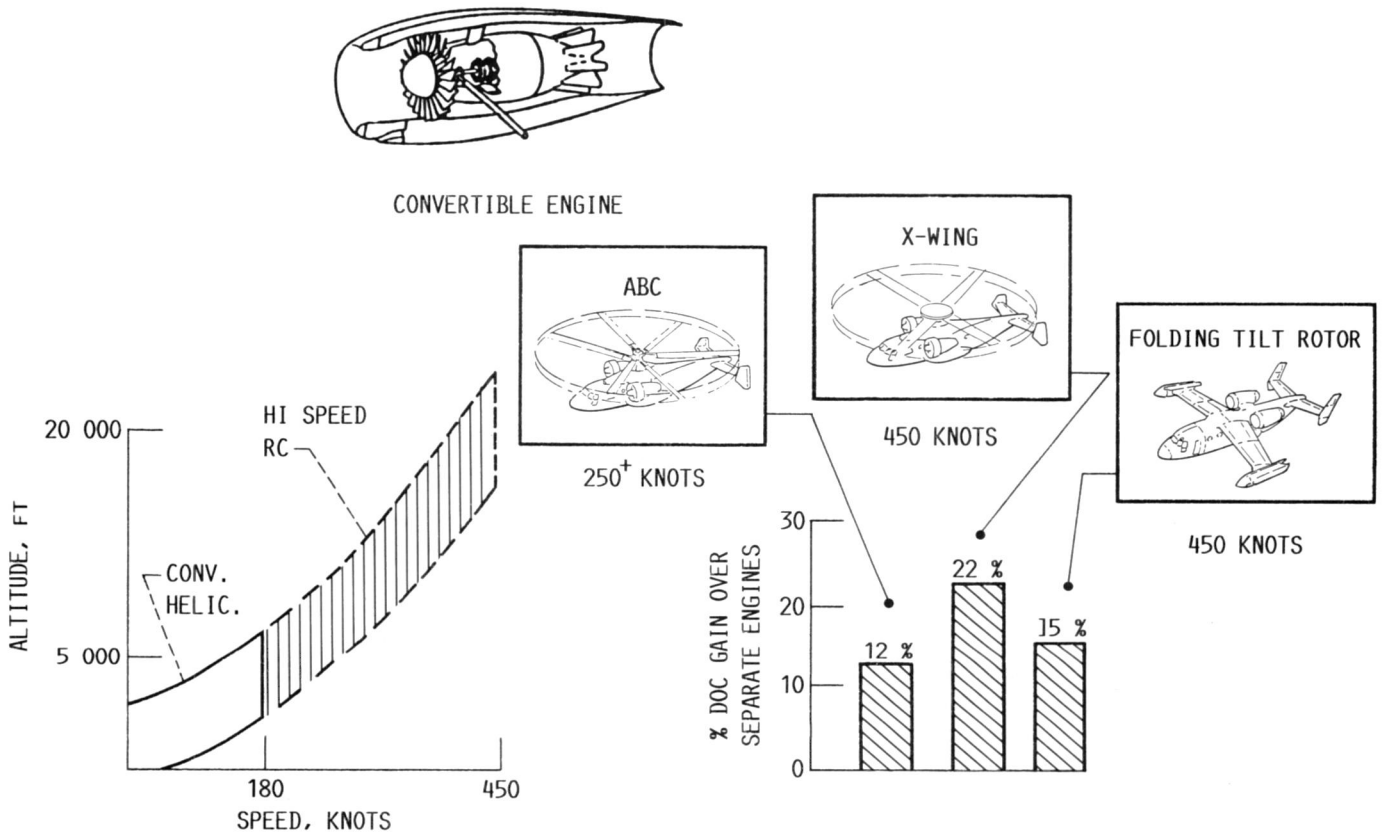 CONVERTIBLE ENGINE
ABC
250+ KNOTS
X-WING
450 KNOTS
FOLDING TILT ROTOR
450 KNOTS
ALTITUDE, FT
20 000
5 000
HI SPEED
RC
CONV.
HELIC.
180
450
SPEED, KNOTS
% DOC GAIN OVER
SEPARATE ENGINES
30
20
10
0
12 %
22 %
15 %